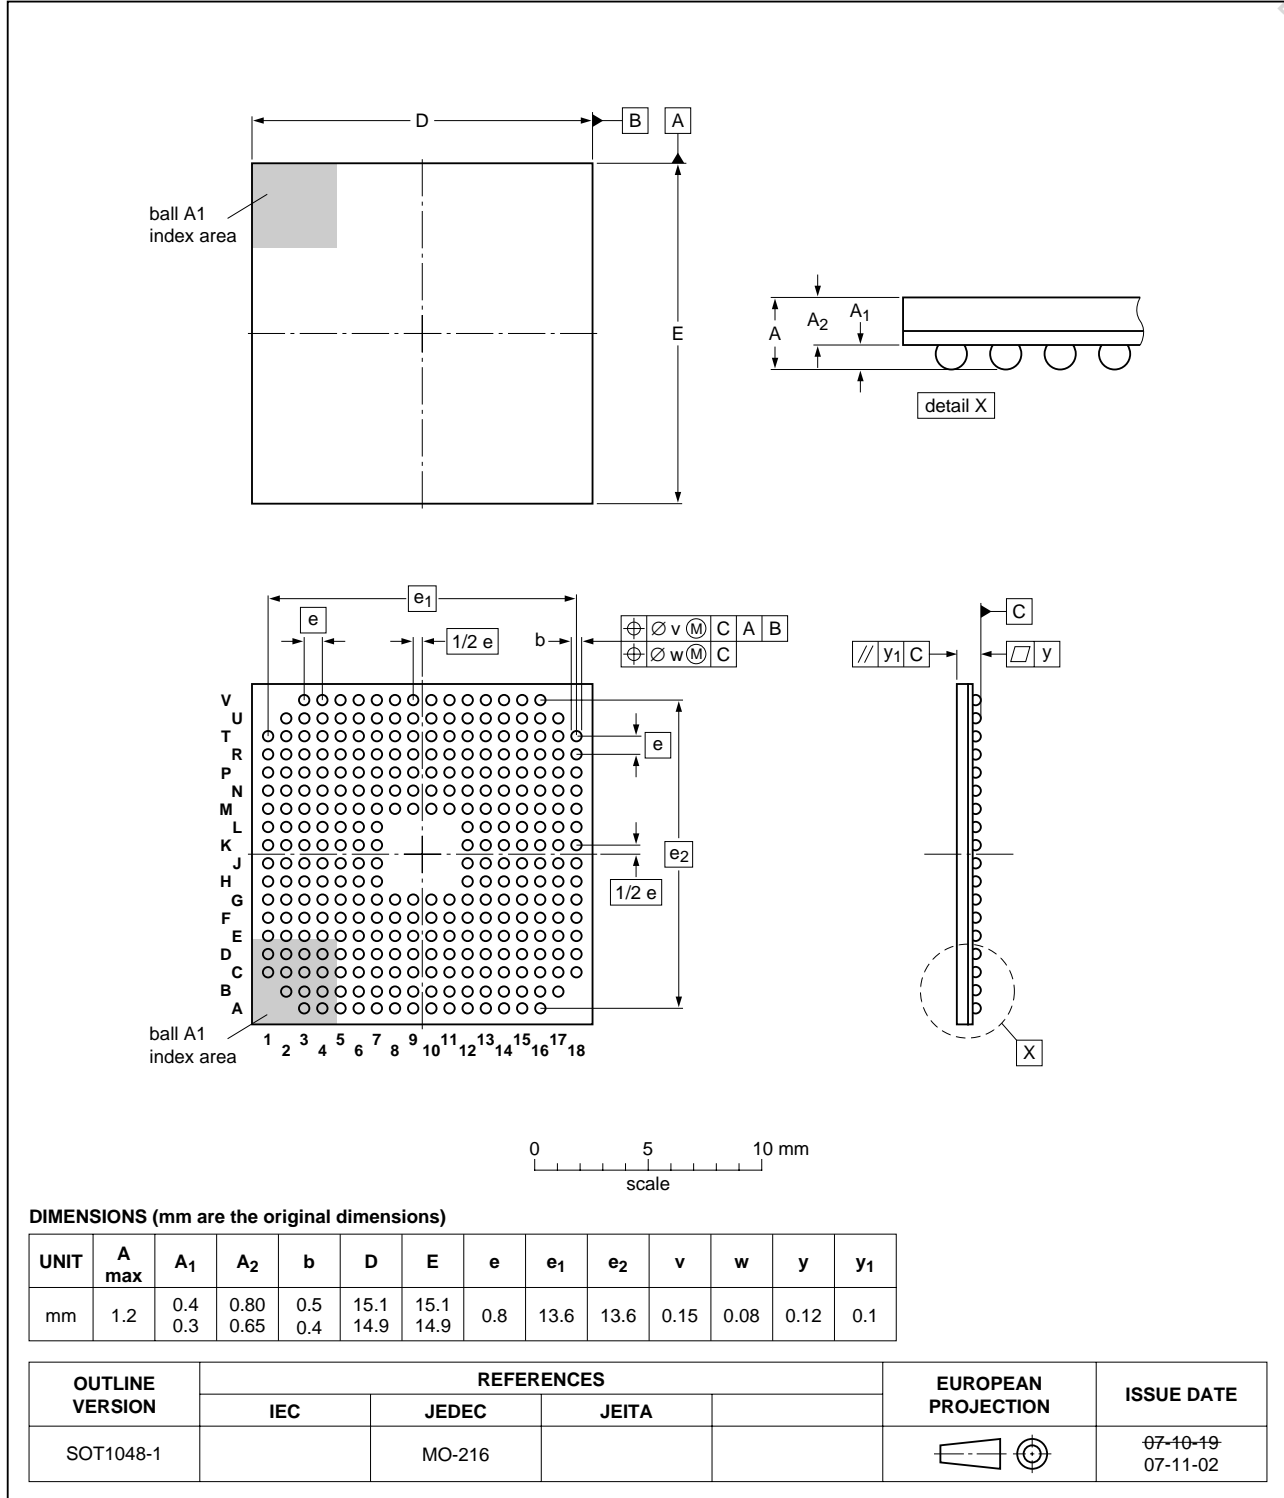 D
B
A
ball A1
index area
E
A
A2
A1
detail X
e1
e
1/2 e
b
⌖ ∅ v Ⓜ C A B
⌖ ∅ w Ⓜ C
C
// y1 C
▱ y
V
U
T
R
P
N
M
L
K
J
H
G
F
E
D
C
B
A
e
e2
1/2 e
ball A1
index area
1 2 3 4 5 6 7 8 9 10 11 12 13 14 15 16 17 18
X
0 5 10 mm
scale
DIMENSIONS (mm are the original dimensions)
UNIT A max A1 A2 b D E e e1 e2 v w y y1
mm 1.2 0.4 0.3 0.80 0.65 0.5 0.4 15.1 14.9 15.1 14.9 0.8 13.6 13.6 0.15 0.08 0.12 0.1
OUTLINE VERSION
REFERENCES
EUROPEAN PROJECTION
ISSUE DATE
IEC JEDEC JEITA
SOT1048-1
MO-216
07-10-19
07-11-02